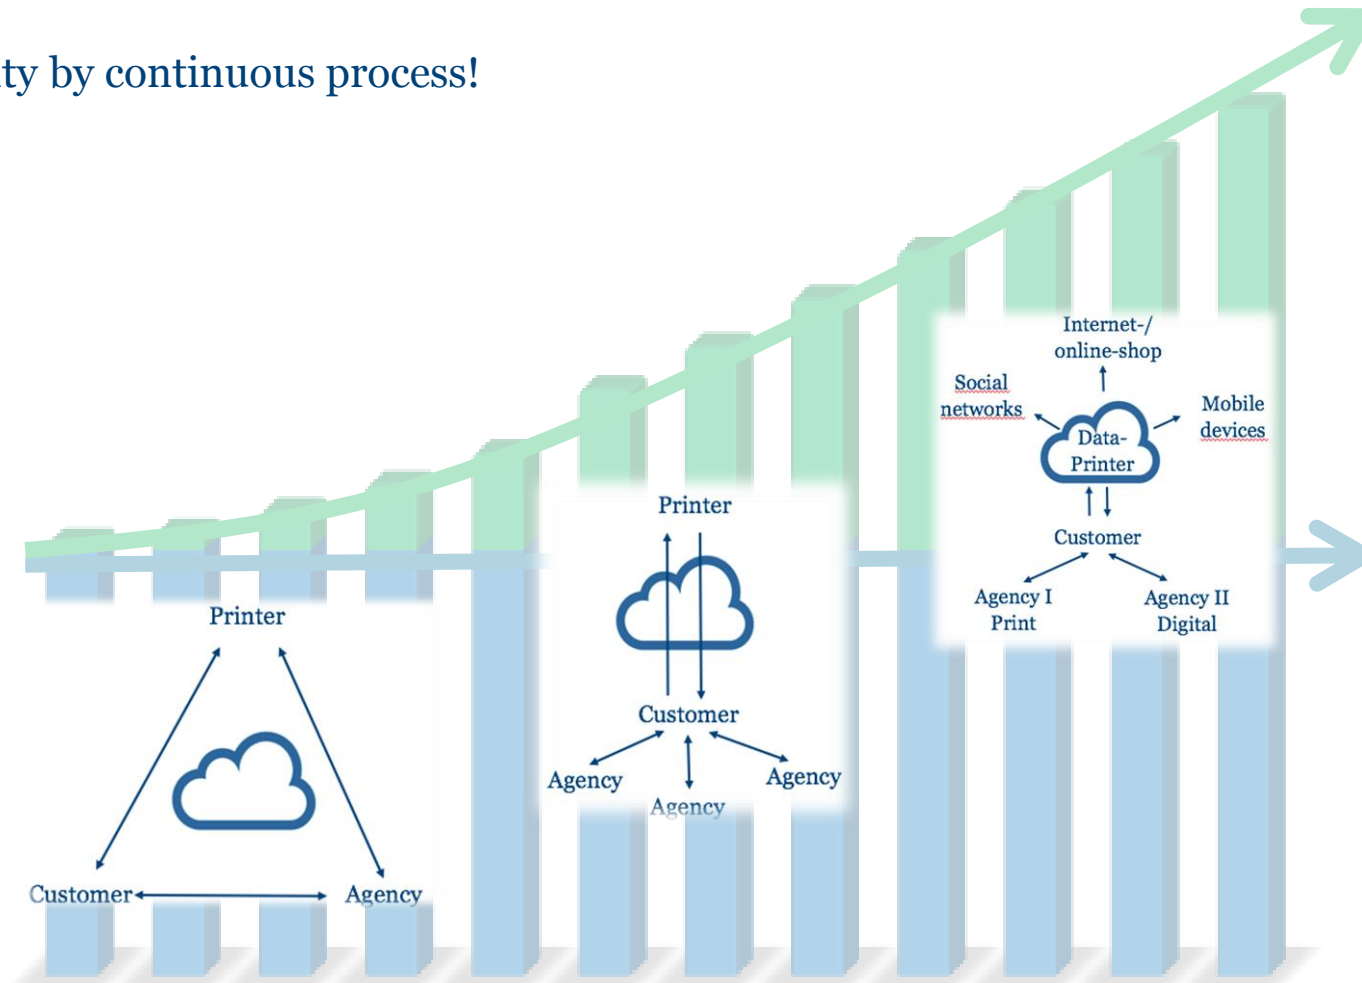 by continuous process!
Printer
Customer
Agency
Printer
Customer
Agency
Agency
Agency
Internet-/
online-shop
Social
networks
Mobile
devices
Data-
Printer
Customer
Agency I
Print
Agency II
Digital